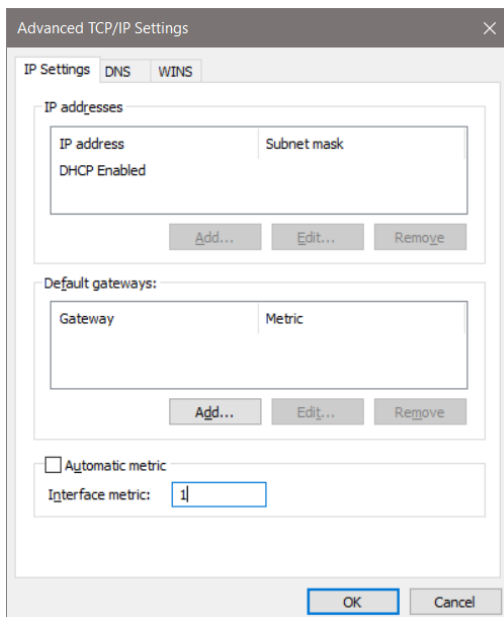 Advanced TCP/IP Settings
IP Settings DNS WINS
IP addresses
IP address Subnet mask
DHCP Enabled
Add... Edit... Remove
Default gateways:
Gateway Metric
Add... Edit... Remove
Automatic metric
Interface metric: 1
OK Cancel